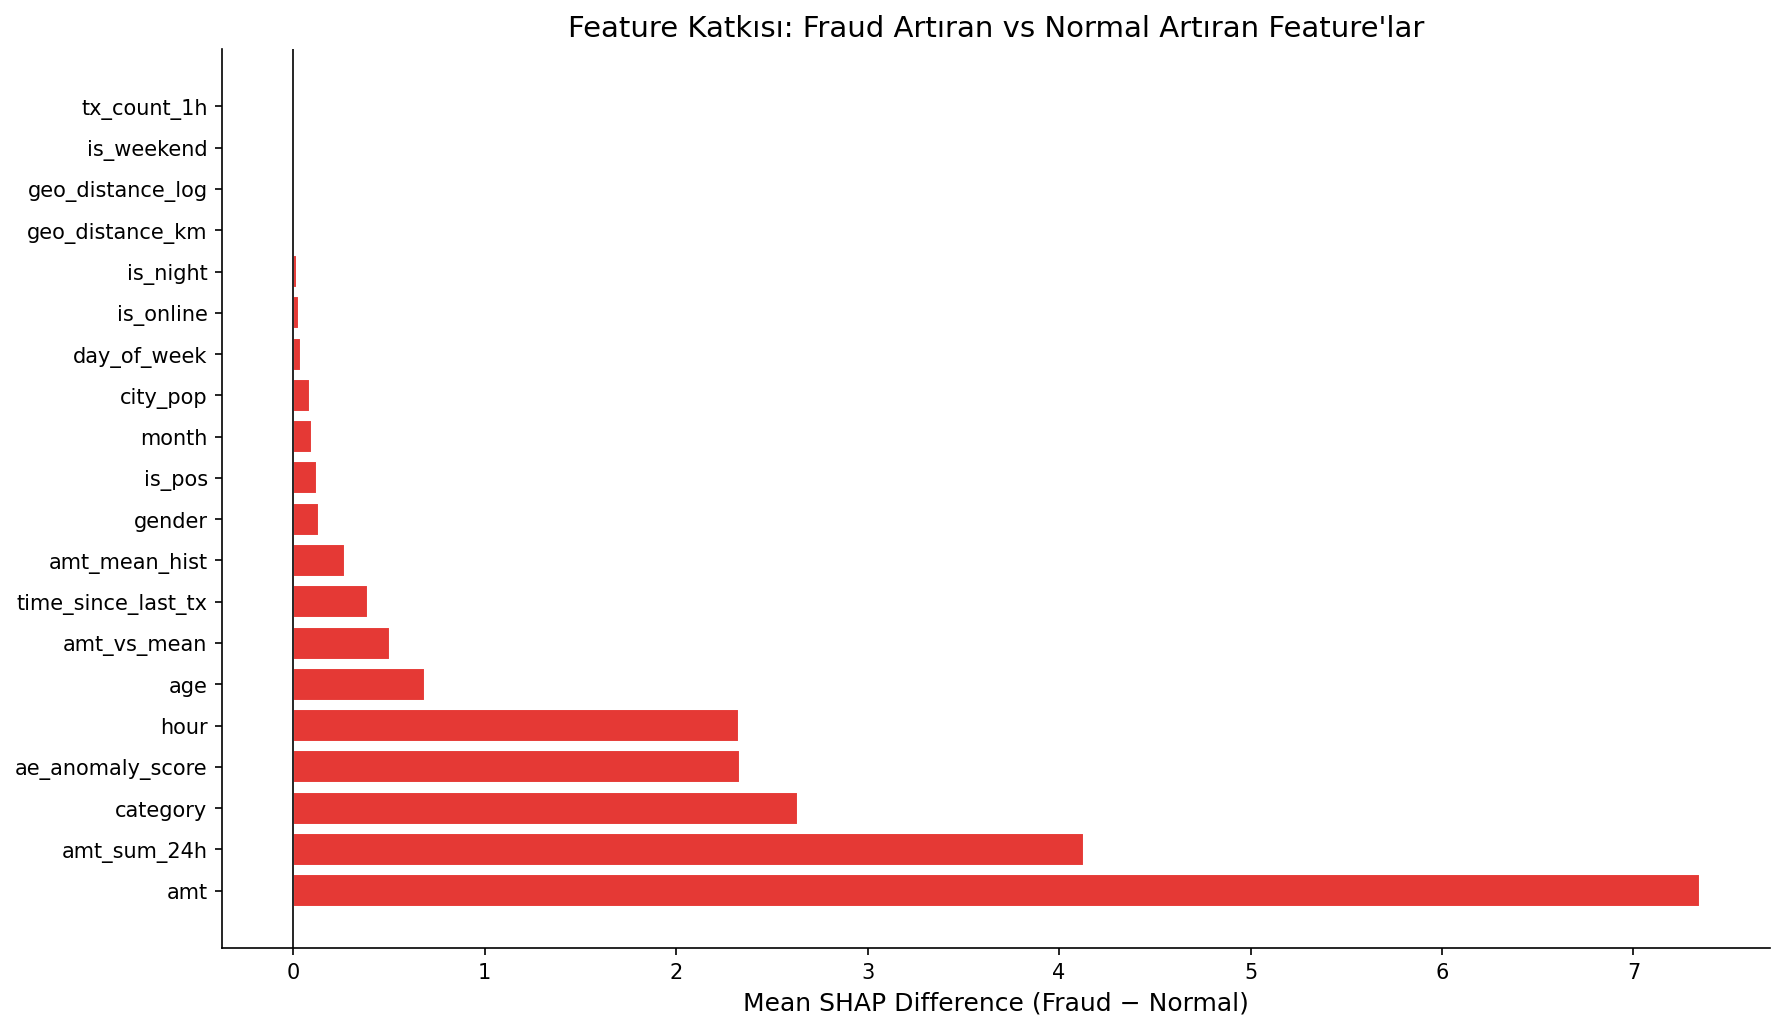 Feature Katkısı: Fraud Artıran vs Normal Artıran Feature'lar
tx_count_1h
is_weekend
geo_distance_log
geo_distance_km
is_night
is_online
day_of_week
city_pop
month
is_pos
gender
amt_mean_hist
time_since_last_tx
amt_vs_mean
age
hour
ae_anomaly_score
category
amt_sum_24h
amt
0 1 2 3 4 5 6 7
Mean SHAP Difference (Fraud − Normal)